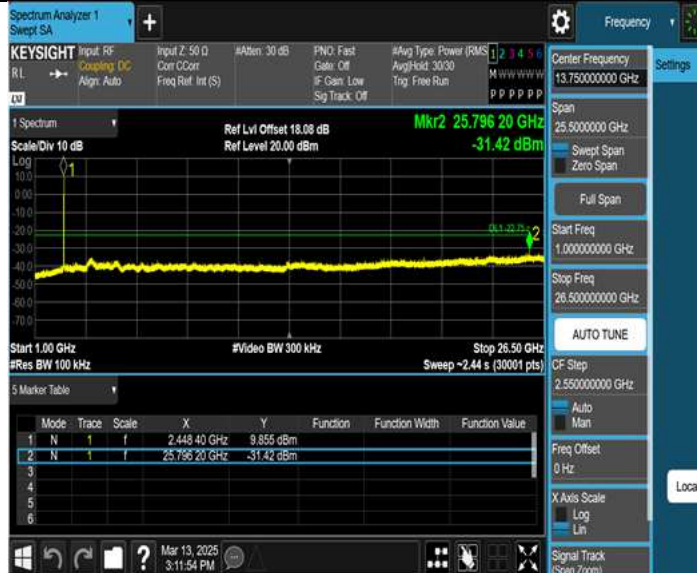 Spectrum Analyzer 1
Swept SA
+
Frequency
KEYSIGHT
RL
Input: RF
Coupling: DC
Align: Auto
Input Z: 50 Ω
Corr CCorr
Freq Ref: Int (S)
#Atten: 30 dB
PNO: Fast
Gate: Off
IF Gain: Low
Sig Track: Off
#Avg Type: Power (RMS
Avg|Hold: 30/30
Trig: Free Run
1 2 3 4 5 6
M W W W W W
P P P P P P
Settings
Center Frequency
13.750000000 GHz
Span
25.5000000 GHz
Swept Span
Zero Span
Full Span
Start Freq
1.000000000 GHz
Stop Freq
26.500000000 GHz
AUTO TUNE
CF Step
2.550000000 GHz
Auto
Man
Freq Offset
0 Hz
X Axis Scale
Log
Lin
Signal Track
(Span Zoom)
Loca
1 Spectrum
Scale/Div 10 dB
Ref Lvl Offset 18.08 dB
Ref Level 20.00 dBm
Mkr2 25.796 20 GHz
-31.42 dBm
Log
10.0
0.00
-10.0
-20.0
-30.0
-40.0
-50.0
-60.0
-70.0
1
DL1 -22.75
2
Start 1.00 GHz
#Res BW 100 kHz
#Video BW 300 kHz
Stop 26.50 GHz
Sweep ~2.44 s (30001 pts)
5 Marker Table
Mode Trace Scale X Y Function Function Width Function Value
1 N 1 f 2.448 40 GHz 9.855 dBm
2 N 1 f 25.796 20 GHz -31.42 dBm
3
4
5
6
?
Mar 13, 2025
3:11:54 PM